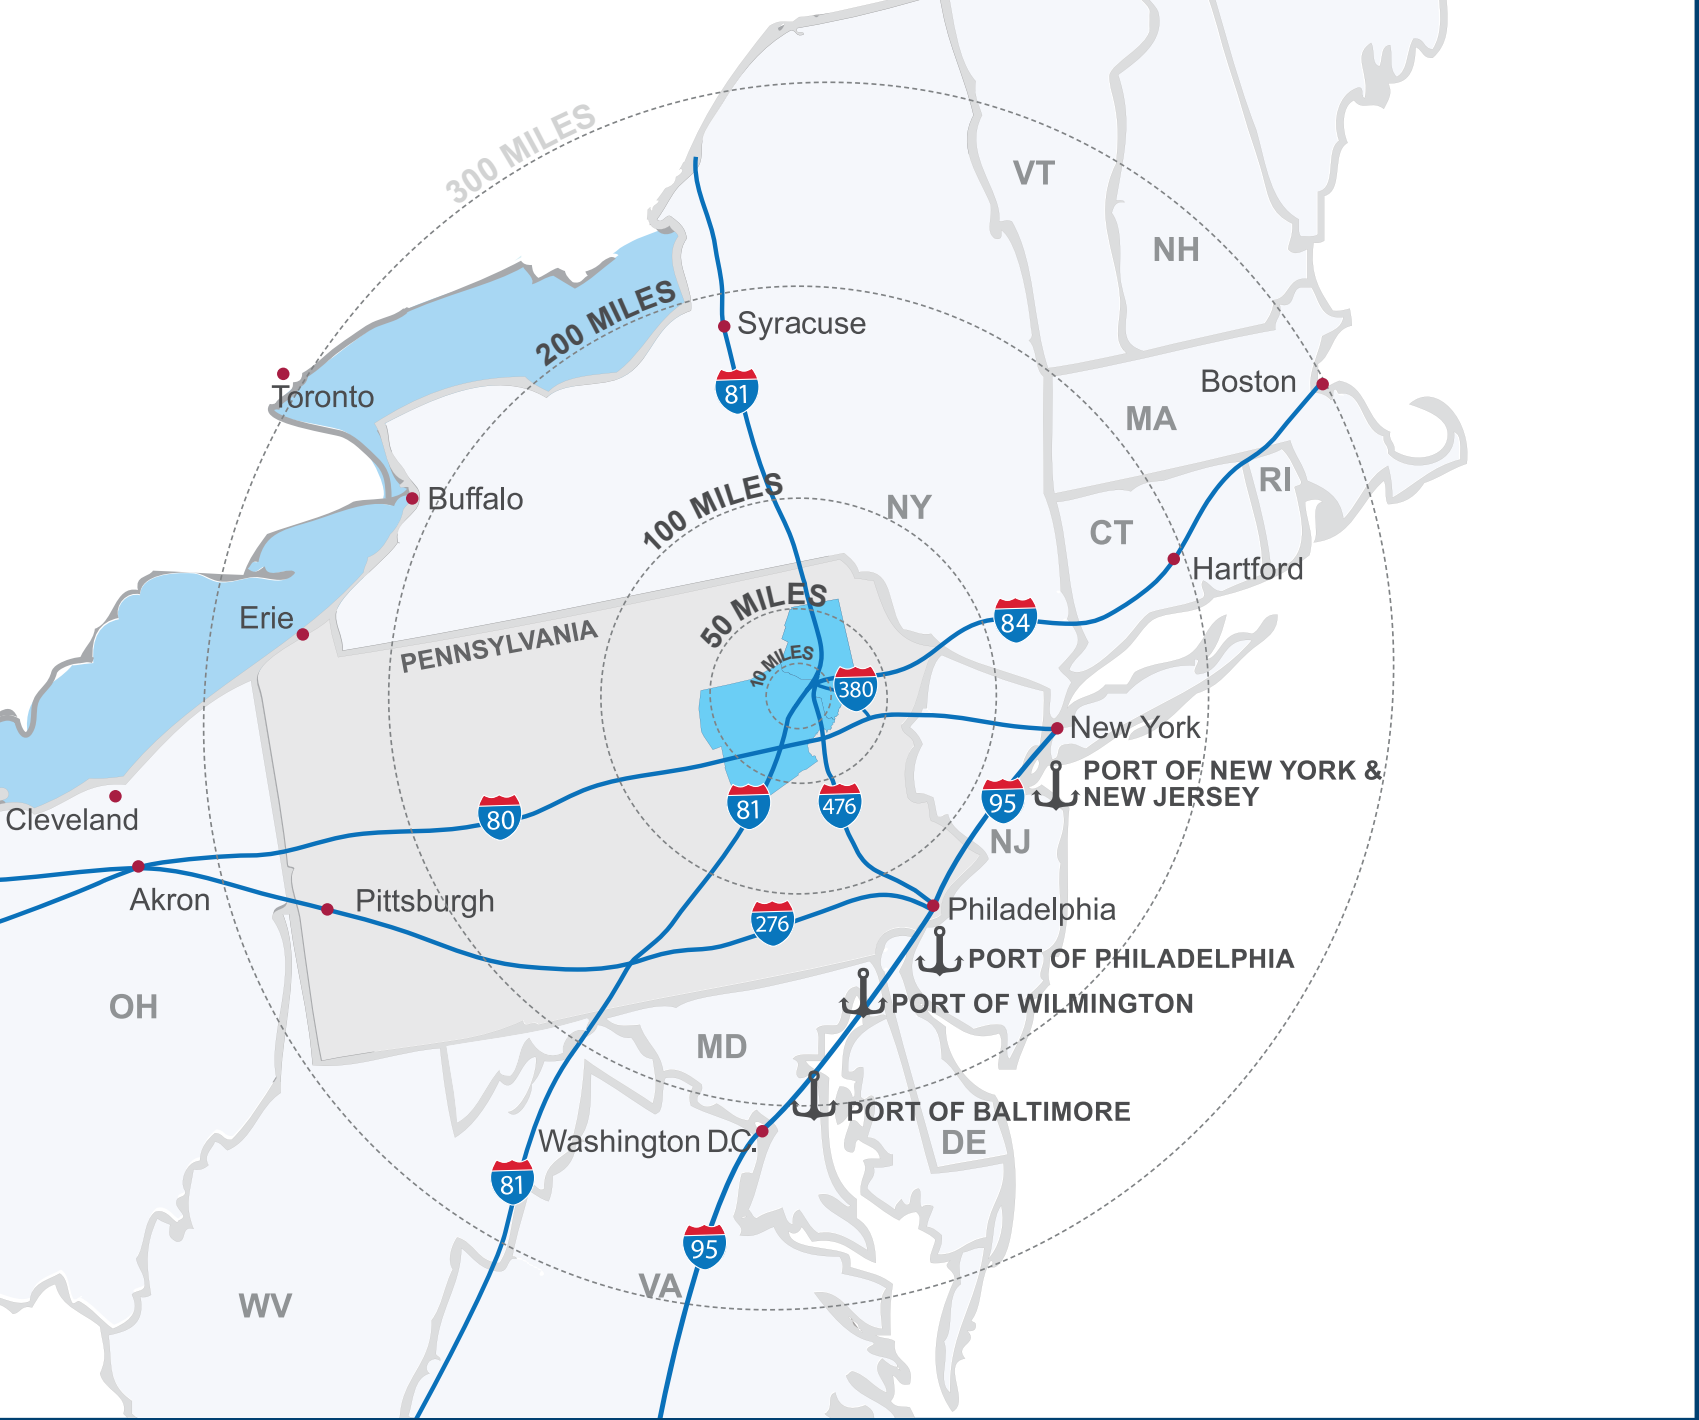 300 MILES
VT
NH
200 MILES
Syracuse
Toronto
81
Boston
MA
RI
Buffalo
100 MILES
NY
CT
Hartford
50 MILES
Erie
PENNSYLVANIA
84
10 MILES
380
New York
PORT OF NEW YORK &
NEW JERSEY
Cleveland
80
81
476
95
NJ
Akron
Pittsburgh
276
Philadelphia
PORT OF PHILADELPHIA
OH
PORT OF WILMINGTON
MD
PORT OF BALTIMORE
Washington D.C.
DE
81
95
VA
WV